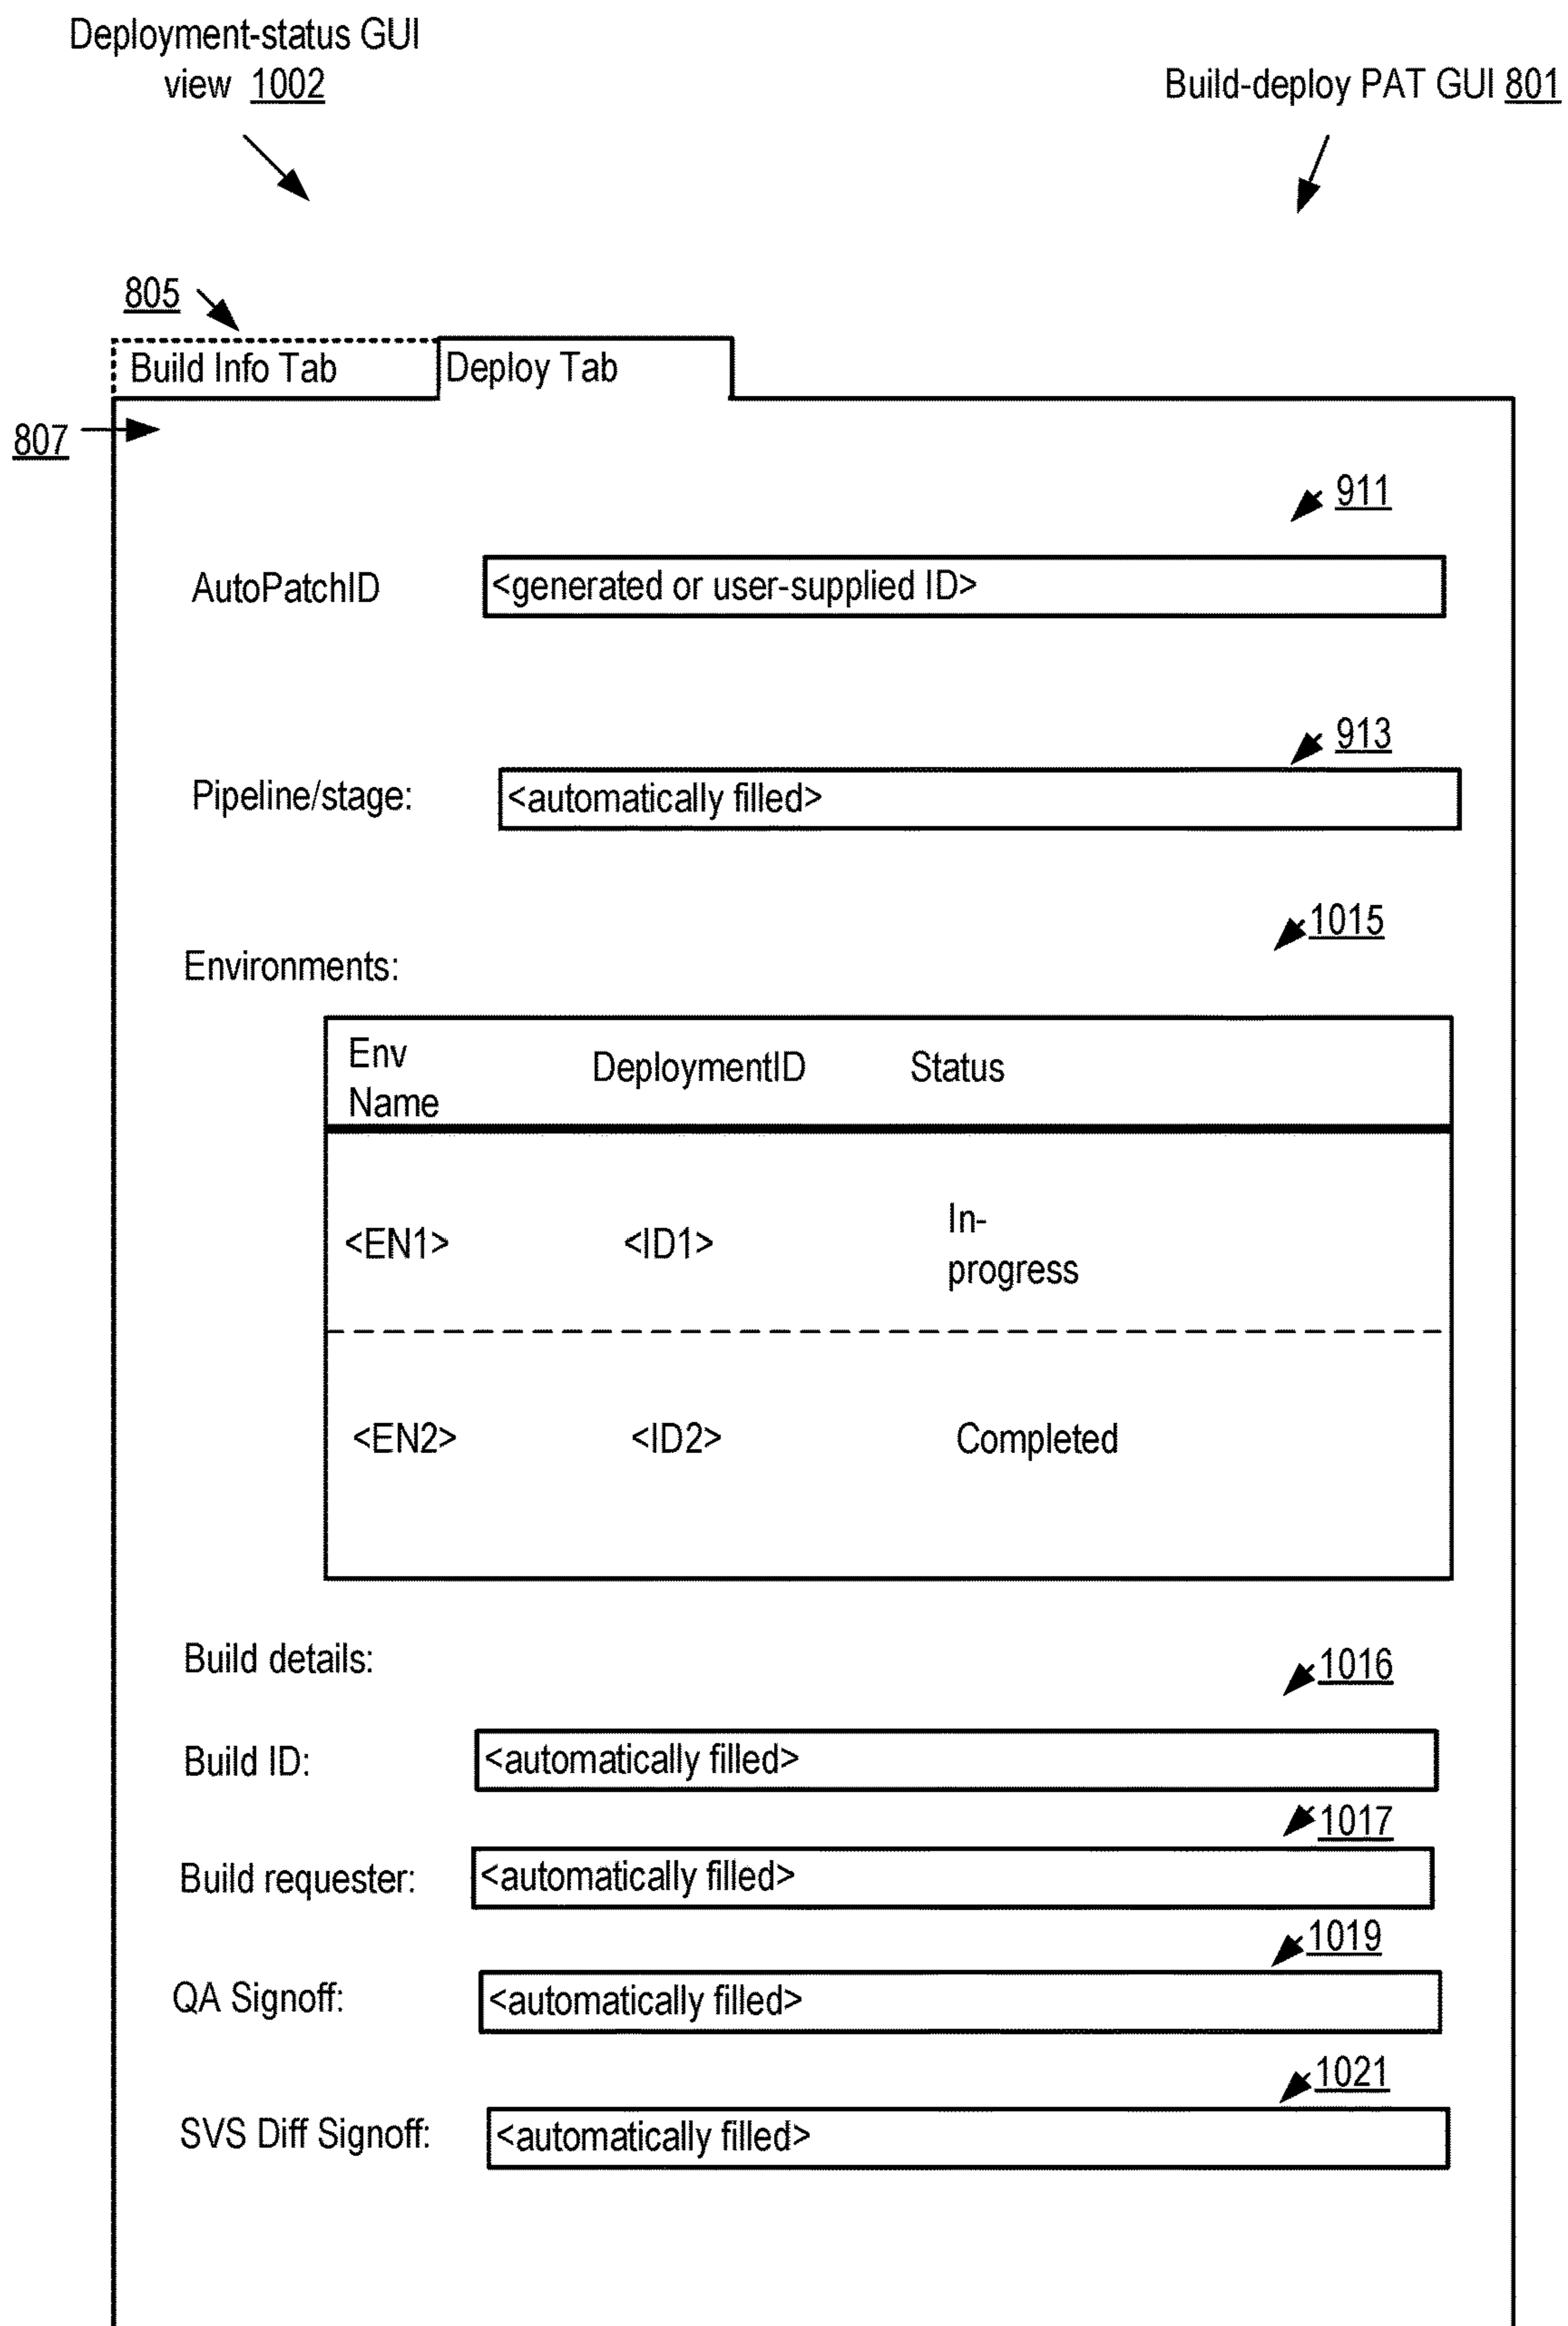 Deployment-status GUI
view 1002
Build-deploy PAT GUI 801
805
Build Info Tab
Deploy Tab
807
911
AutoPatchID
<generated or user-supplied ID>
913
Pipeline/stage:
<automatically filled>
1015
Environments:
Env
Name
DeploymentID
Status
<EN1>
<ID1>
In-
progress
<EN2>
<ID2>
Completed
Build details:
1016
Build ID:
<automatically filled>
1017
Build requester:
<automatically filled>
1019
QA Signoff:
<automatically filled>
1021
SVS Diff Signoff:
<automatically filled>